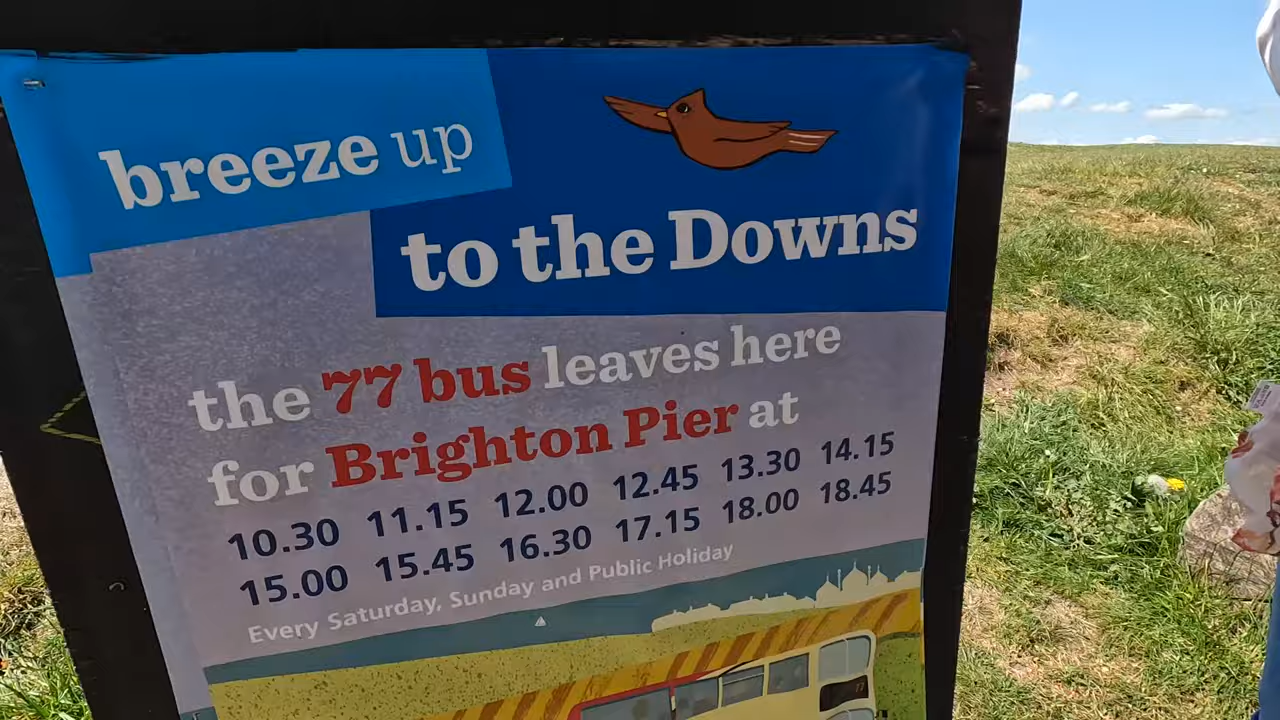 breeze up
to the Downs
the 77 bus leaves here
for Brighton Pier at
10.30 11.15 12.00 12.45 13.30 14.15
15.00 15.45 16.30 17.15 18.00 18.45
Every Saturday, Sunday and Public Holiday
77